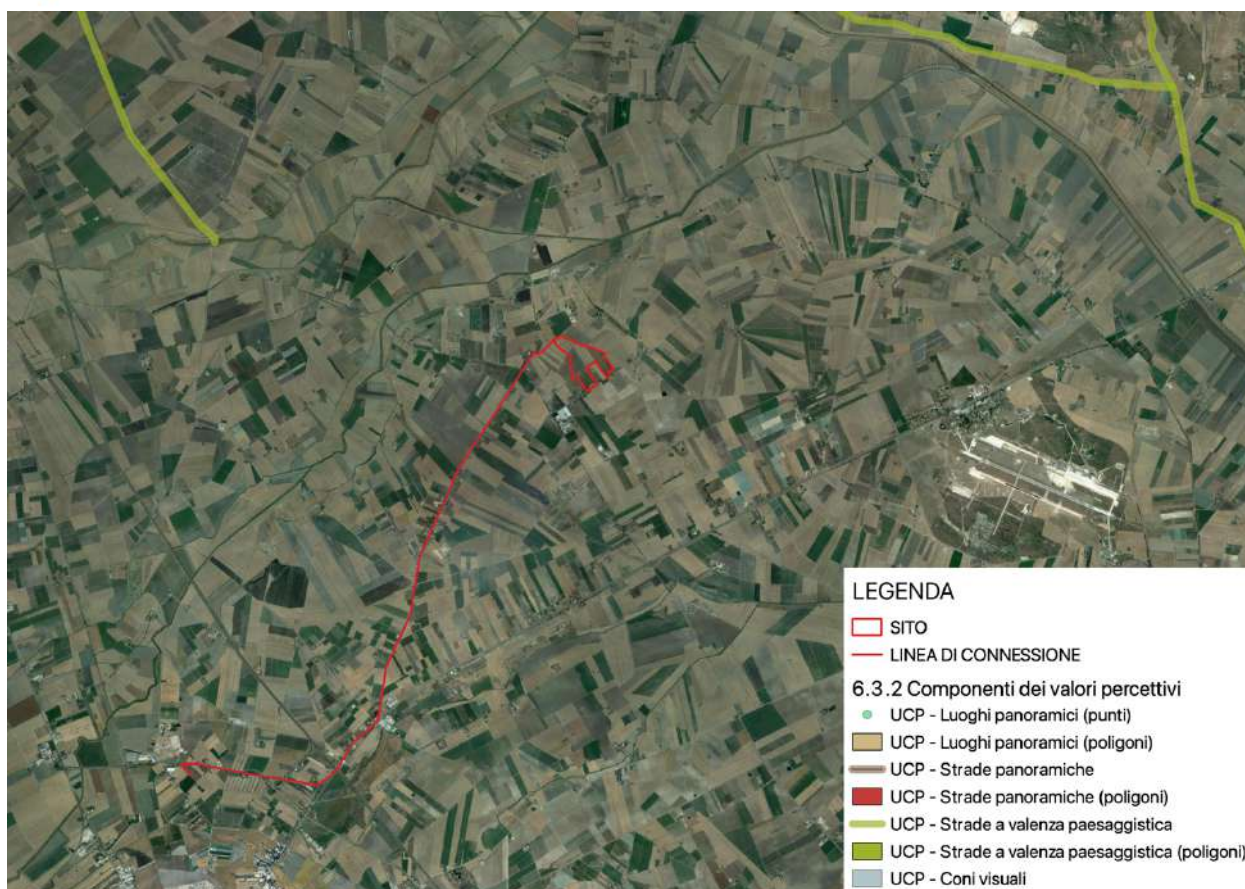 LEGENDA
SITO
LINEA DI CONNESSIONE
6.3.2 Componenti dei valori percettivi
UCP - Luoghi panoramici (punti)
UCP - Luoghi panoramici (poligoni)
UCP - Strade panoramiche
UCP - Strade panoramiche (poligoni)
UCP - Strade a valenza paesaggistica
UCP - Strade a valenza paesaggistica (poligoni)
UCP - Coni visuali